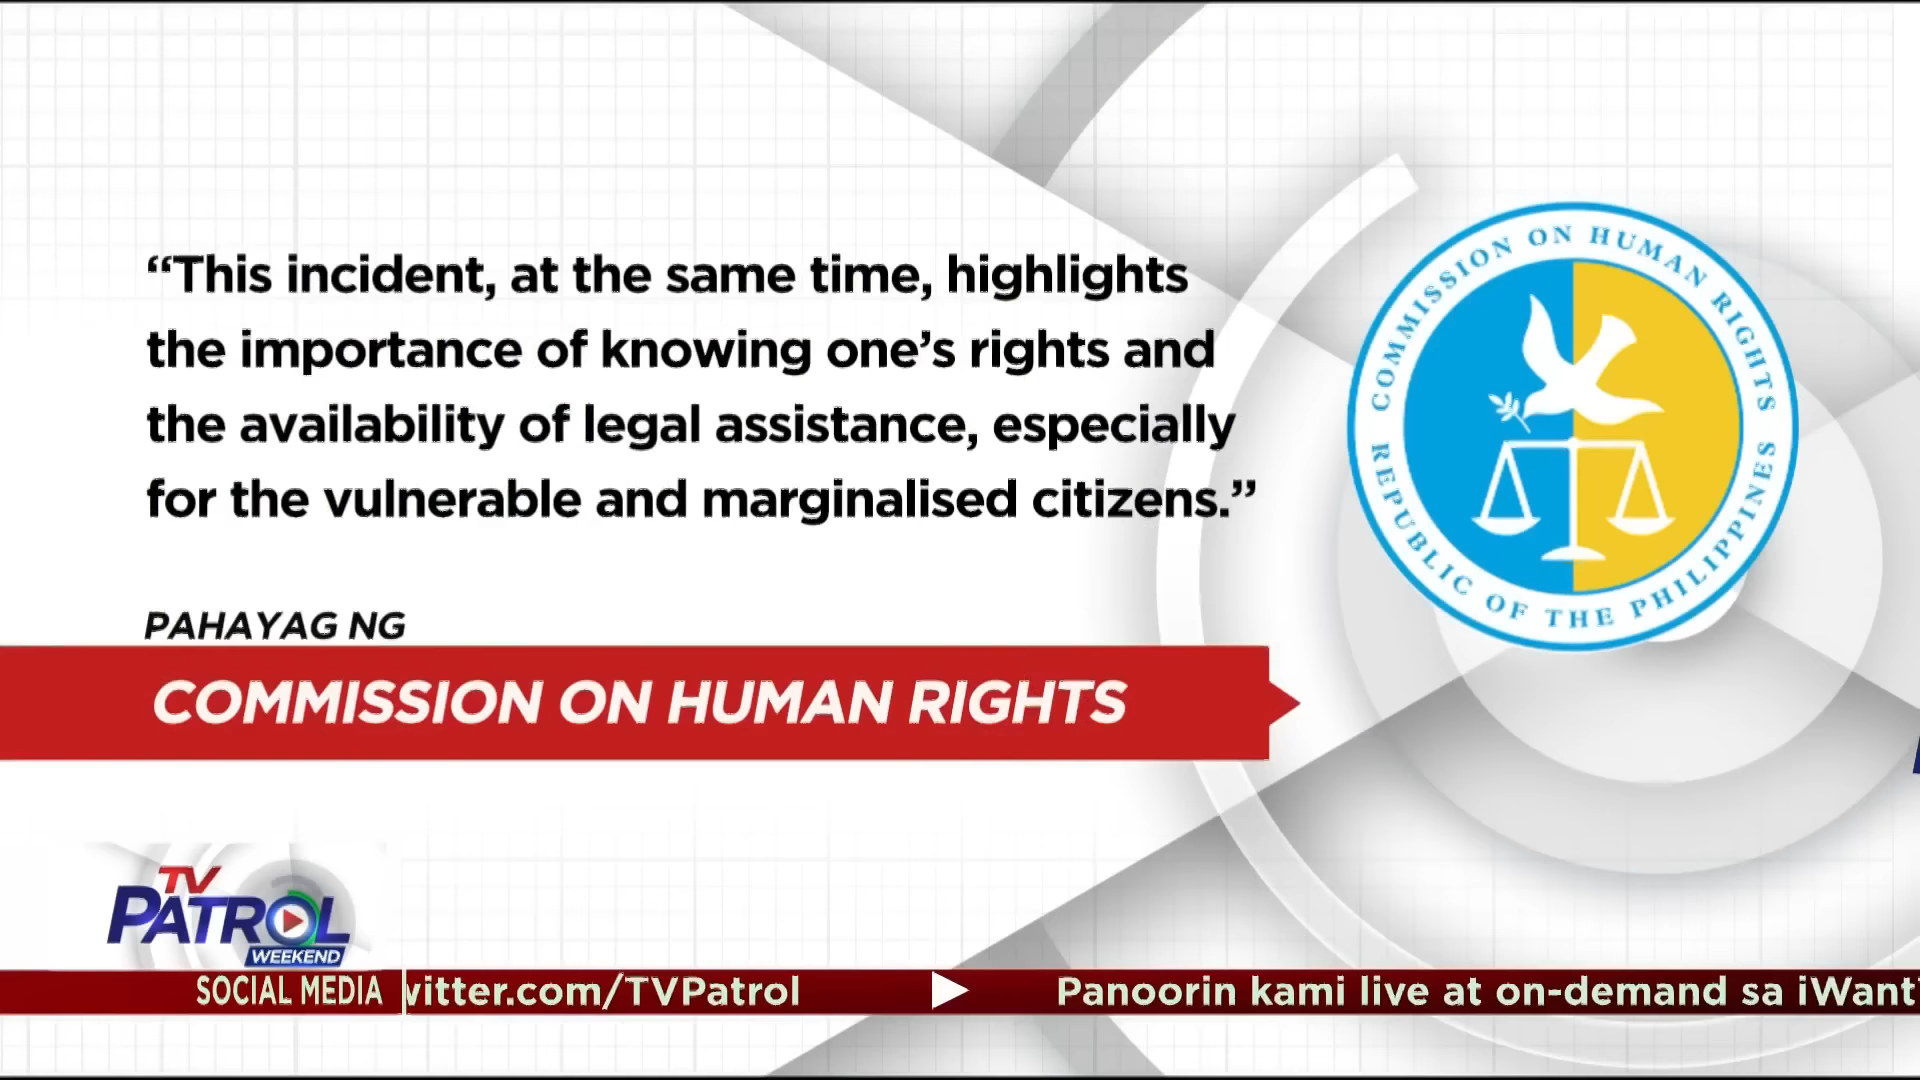 “This incident, at the same time, highlights
the importance of knowing one’s rights and
the availability of legal assistance, especially
for the vulnerable and marginalised citizens.”
PAHAYAG NG
COMMISSION ON HUMAN RIGHTS
COMMISSION ON HUMAN RIGHTS
REPUBLIC OF THE PHILIPPINES
TV
PATROL
WEEKEND
SOCIAL MEDIA
witter.com/TVPatrol
Panoorin kami live at on-demand sa iWant